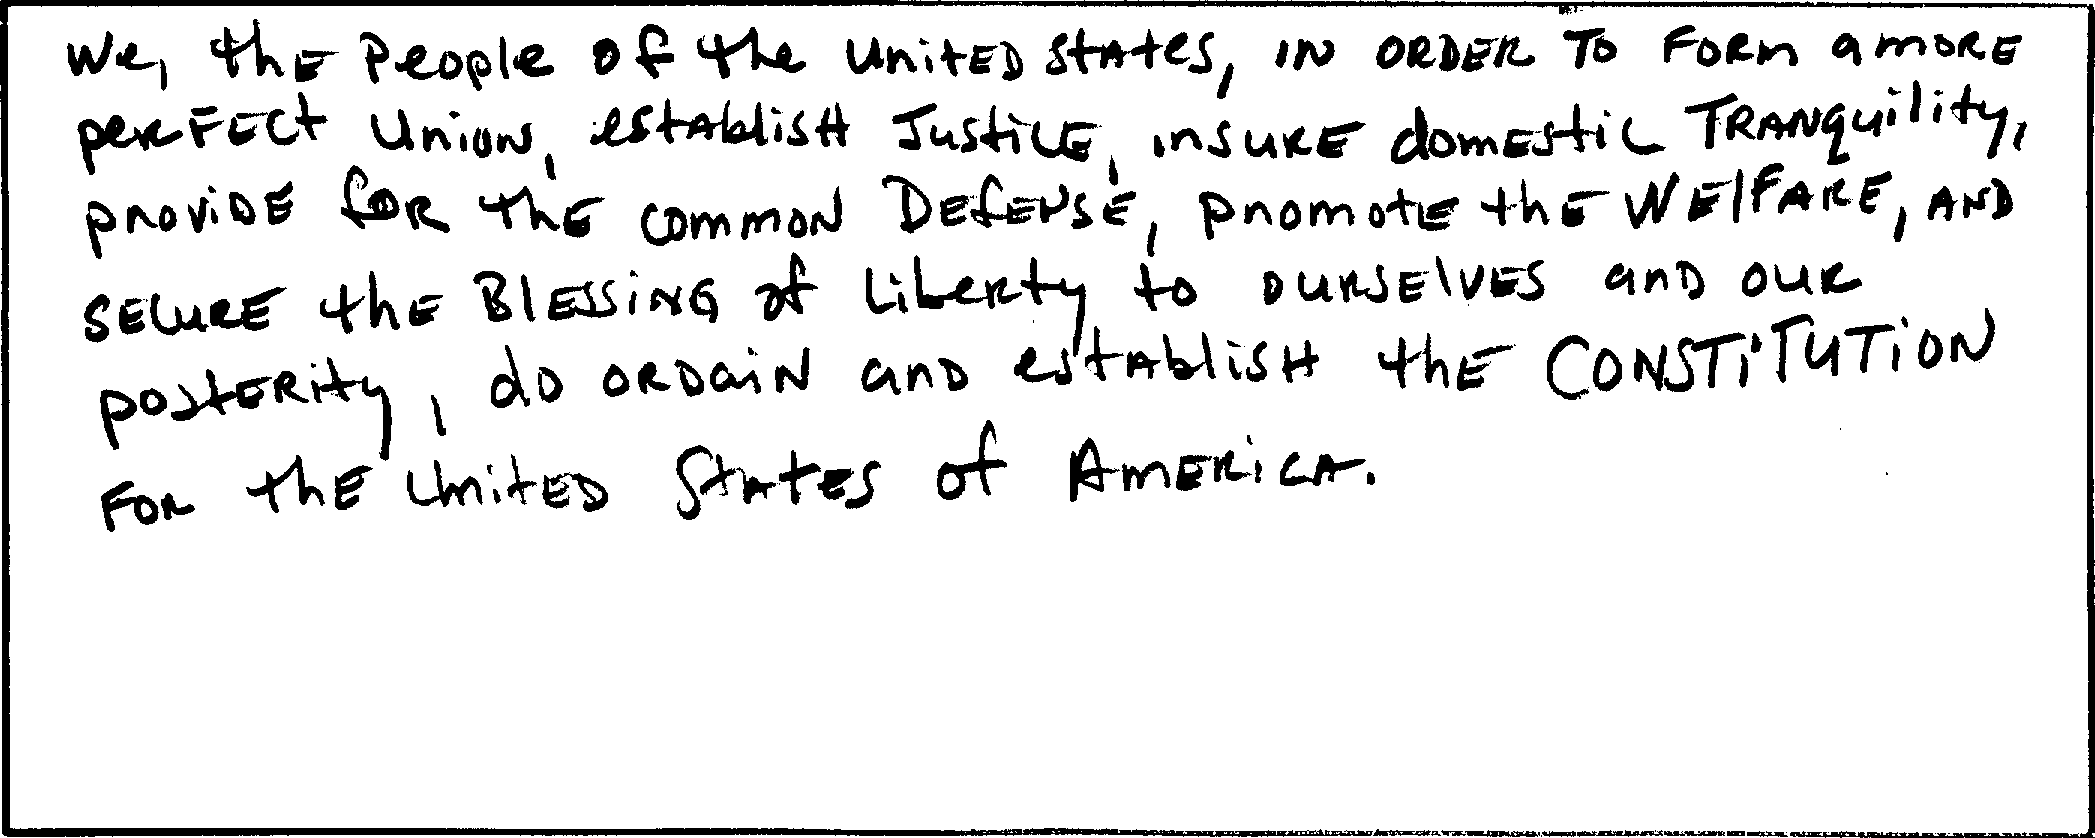 We, the People of the United States, in order to form a more
perfect Union, establish Justice, insure domestic Tranquility,
provide for the common Defense, promote the Welfare, and
secure the Blessing of Liberty to ourselves and our
posterity, do ordain and establish the CONSTITUTION
for the United States of America.